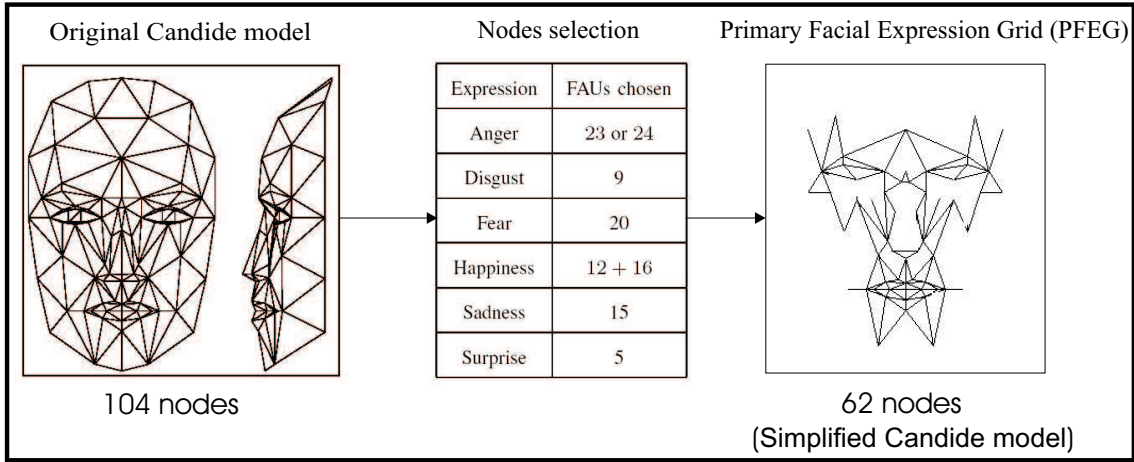 Original Candide model
Nodes selection
Primary Facial Expression Grid (PFEG)
Expression FAUs chosen
Anger 23 or 24
Disgust 9
Fear 20
Happiness 12 + 16
Sadness 15
Surprise 5
104 nodes
62 nodes
(Simplified Candide model)